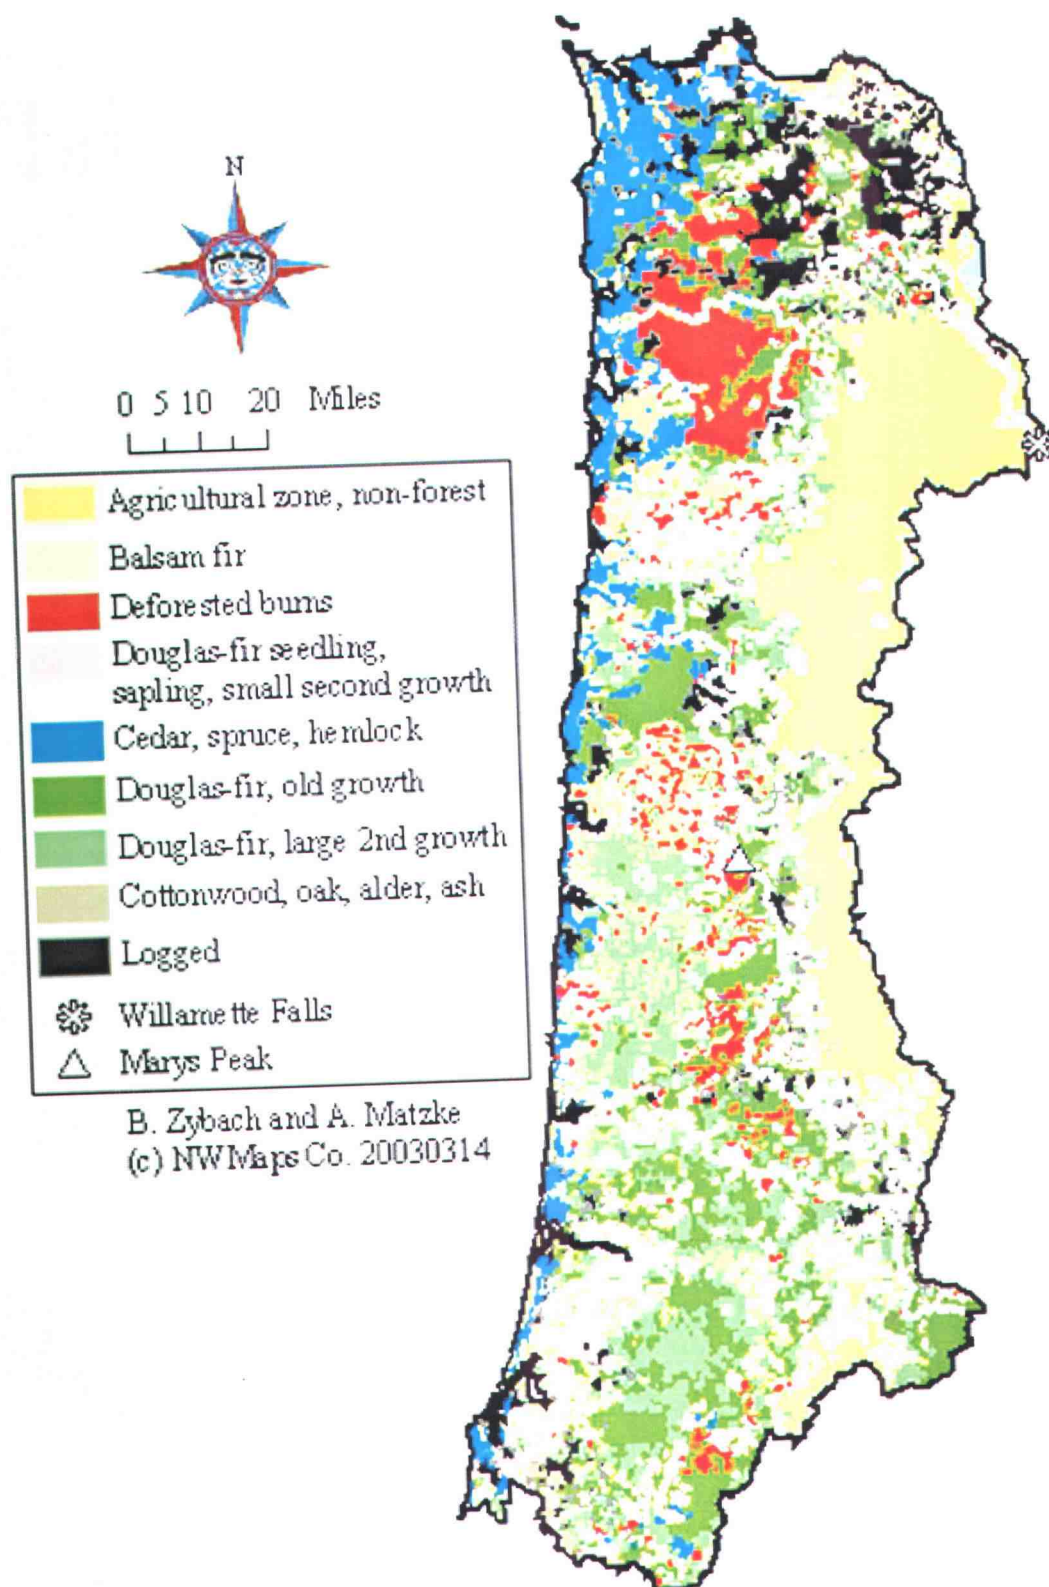 N
0 5 10 20 Miles
Agricultural zone, non-forest
Balsam fir
Deforested burns
Douglas-fir seedling,
sapling, small second growth
Cedar, spruce, hemlock
Douglas-fir, old growth
Douglas-fir, large 2nd growth
Cottonwood, oak, alder, ash
Logged
Willamette Falls
Marys Peak
B. Zybach and A. Matzke
(c) NW Maps Co. 20030314